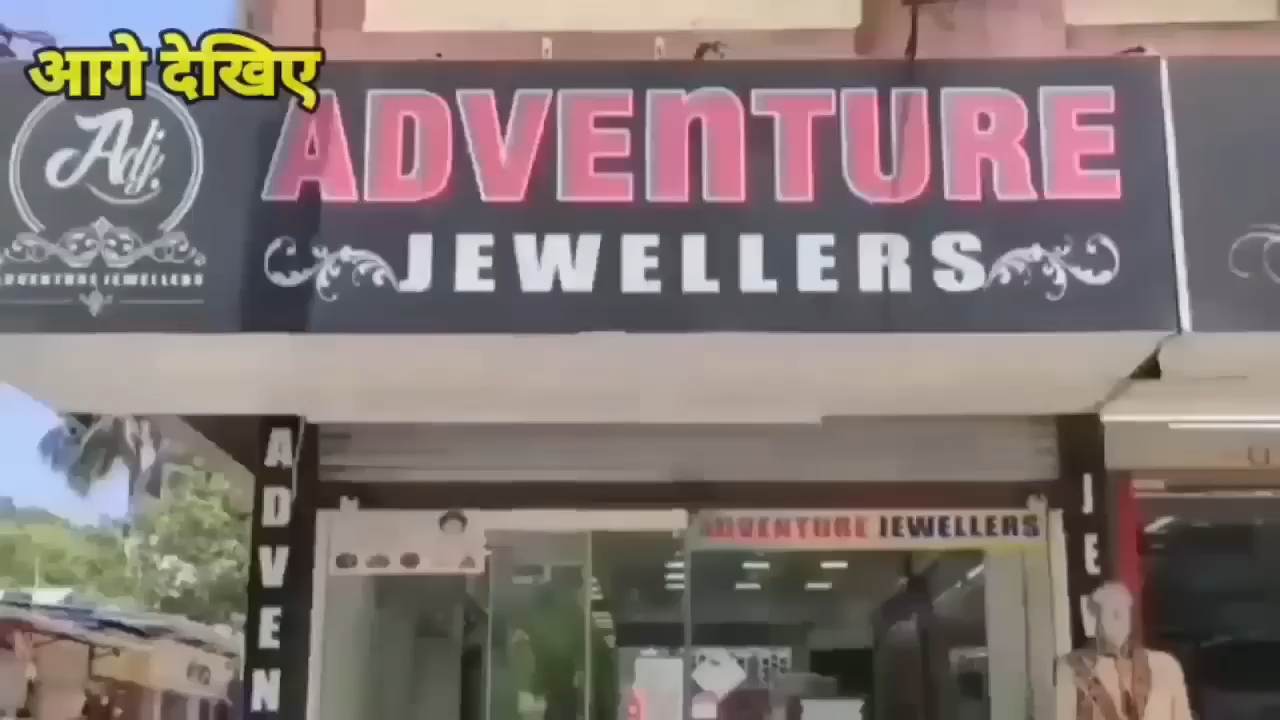 आगे देखिए
Adj.
ADVENTURE JEWELLERS
ADVENTURE
JEWELLERS
ADVEN
ADVENTURE JEWELLERS
JE